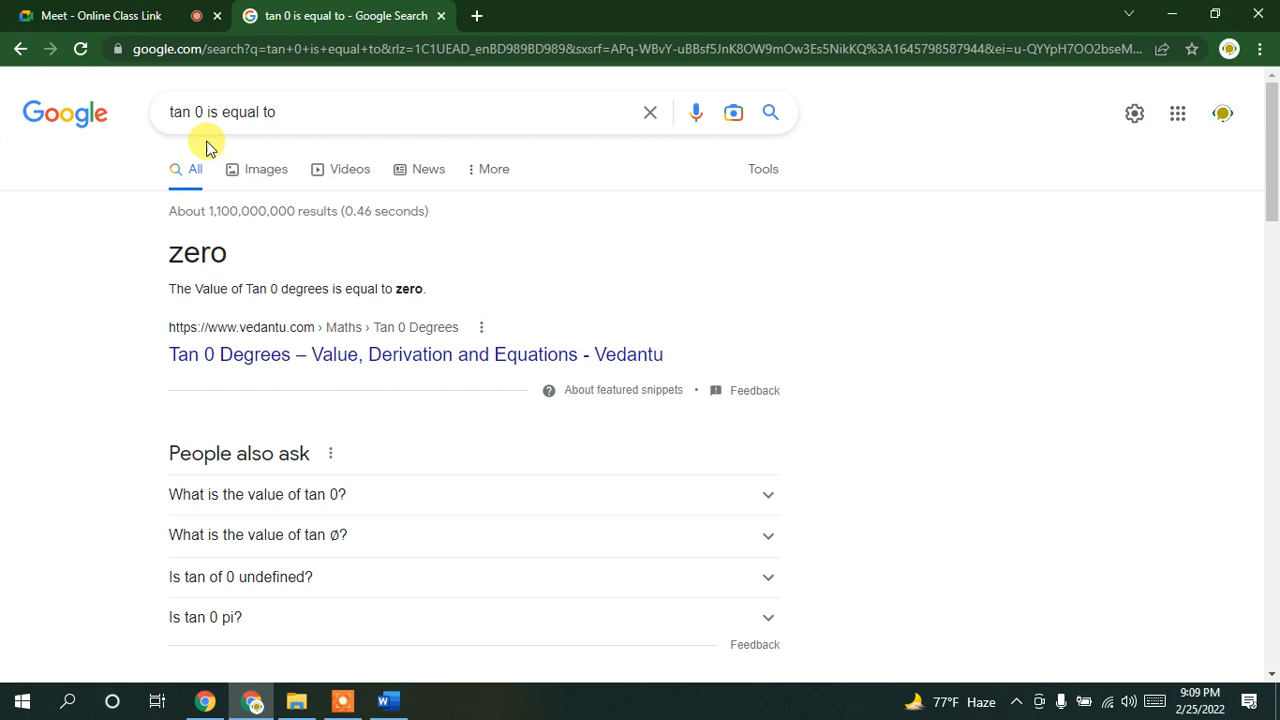 Meet - Online Class Link
tan 0 is equal to - Google Search
google.com/search?q=tan+0+is+equal+to&rlz=1C1UEAD_enBD989BD989&sxsrf=APq-WBvY-uBBsf5JnK8OW9mOw3Es5NikKQ%3A1645798587944&ei=u-QYYpH7OO2bseM...
Google
tan 0 is equal to
All
Images
Videos
News
More
Tools
About 1,100,000,000 results (0.46 seconds)
zero
The Value of Tan 0 degrees is equal to zero.
https://www.vedantu.com › Maths › Tan 0 Degrees
Tan 0 Degrees – Value, Derivation and Equations - Vedantu
About featured snippets • Feedback
People also ask
What is the value of tan 0?
What is the value of tan Ø?
Is tan of 0 undefined?
Is tan 0 pi?
Feedback
77°F Haze
9:09 PM
2/25/2022